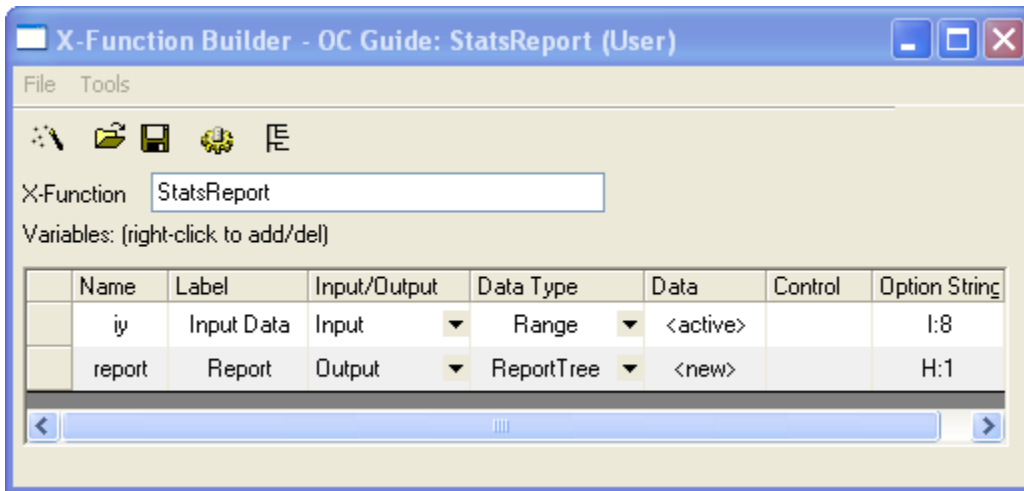 X-Function Builder - OC Guide: StatsReport (User)
File Tools
X-Function StatsReport
Variables: (right-click to add/del)
Name Label Input/Output Data Type Data Control Option String
iy Input Data Input Range <active> I:8
report Report Output ReportTree <new> H:1